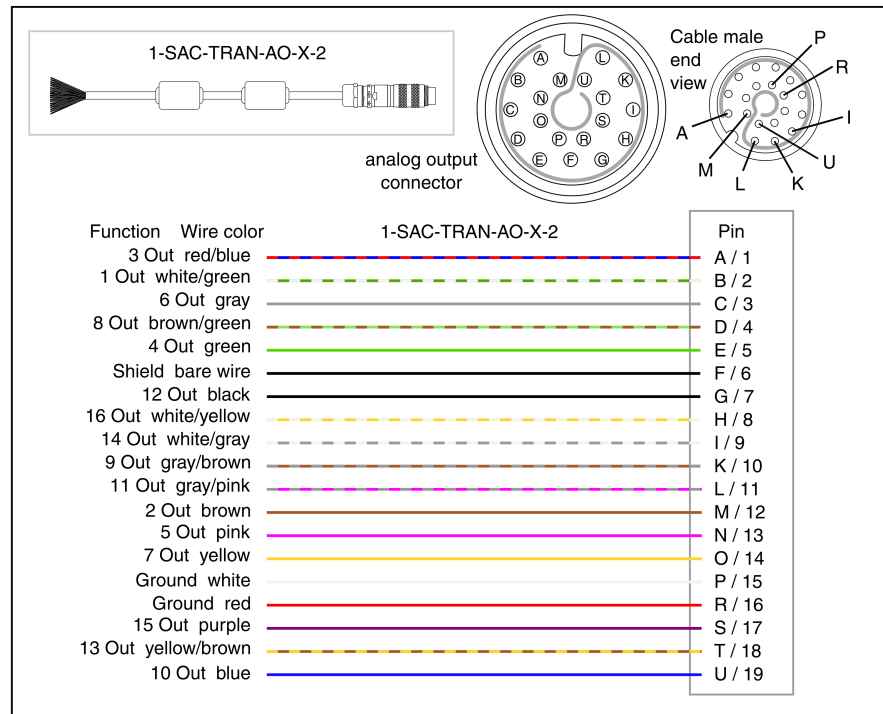 1-SAC-TRAN-AO-X-2
A
L
B
M
U
K
N
T
C
I
O
S
D
P
R
H
E
F
G
analog output
connector
Cable male
end
view
P
R
I
A
M
U
L
K
Function Wire color 1-SAC-TRAN-AO-X-2 Pin
3 Out red/blue A / 1
1 Out white/green B / 2
6 Out gray C / 3
8 Out brown/green D / 4
4 Out green E / 5
Shield bare wire F / 6
12 Out black G / 7
16 Out white/yellow H / 8
14 Out white/gray I / 9
9 Out gray/brown K / 10
11 Out gray/pink L / 11
2 Out brown M / 12
5 Out pink N / 13
7 Out yellow O / 14
Ground white P / 15
Ground red R / 16
15 Out purple S / 17
13 Out yellow/brown T / 18
10 Out blue U / 19